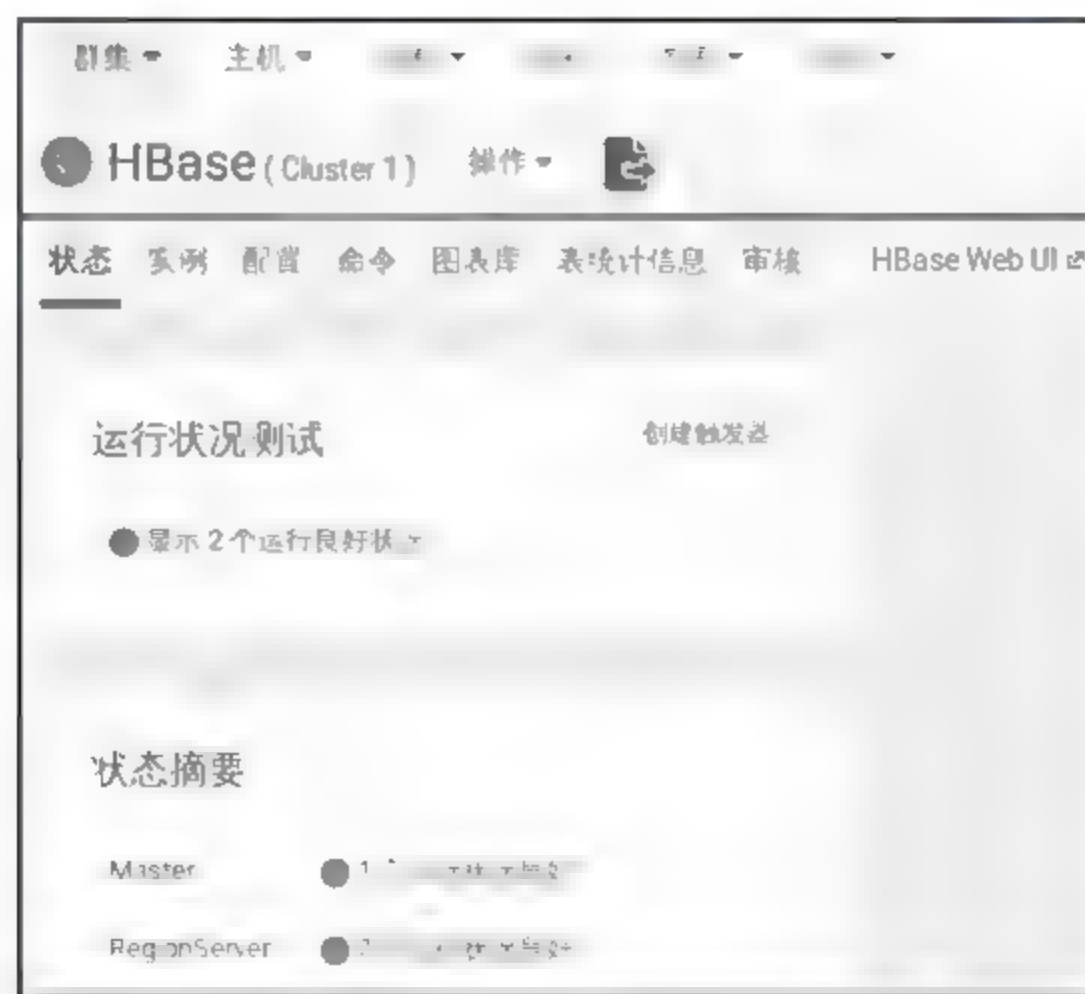 群集 主机
HBase ( Cluster 1 ) 操作
状态 实例 配置 命令 图表库 表统计信息 审核 HBase Web UI
运行状况测试 创建触发器
显示 2 个运行良好状
状态摘要
Master
RegionServer